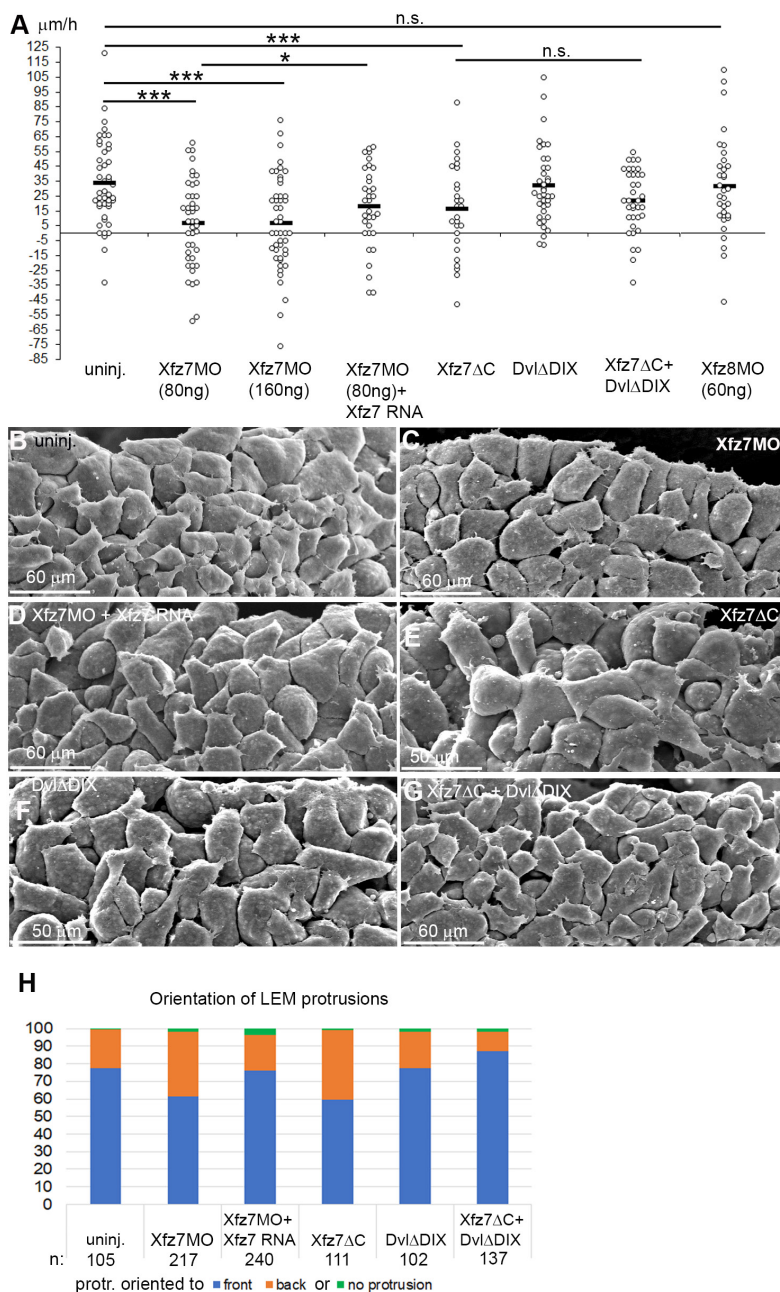 A μm/h
n.s.
***
n.s.
*
***
***
125
115
105
95
85
75
65
55
45
35
25
15
5
-5
-15
-25
-35
-45
-55
-65
-75
-85
uninj. Xfz7MO Xfz7MO Xfz7MO Xfz7ΔC DvlΔDIX Xfz7ΔC+ Xfz8MO
(80ng) (160ng) (80ng)+ DvlΔDIX (60ng)
Xfz7 RNA
B uninj.
60 μm
C Xfz7MO
60 μm
D Xfz7MO + Xfz7 RNA
60 μm
E Xfz7ΔC
50 μm
F DvlΔDIX
50 μm
G Xfz7ΔC + DvlΔDIX
60 μm
H
Orientation of LEM protrusions
100
90
80
70
60
50
40
30
20
10
0
uninj. Xfz7MO Xfz7MO+ Xfz7ΔC DvlΔDIX Xfz7ΔC+
Xfz7 RNA DvlΔDIX
n: 105 217 240 111 102 137
protr. oriented to front back or no protrusion